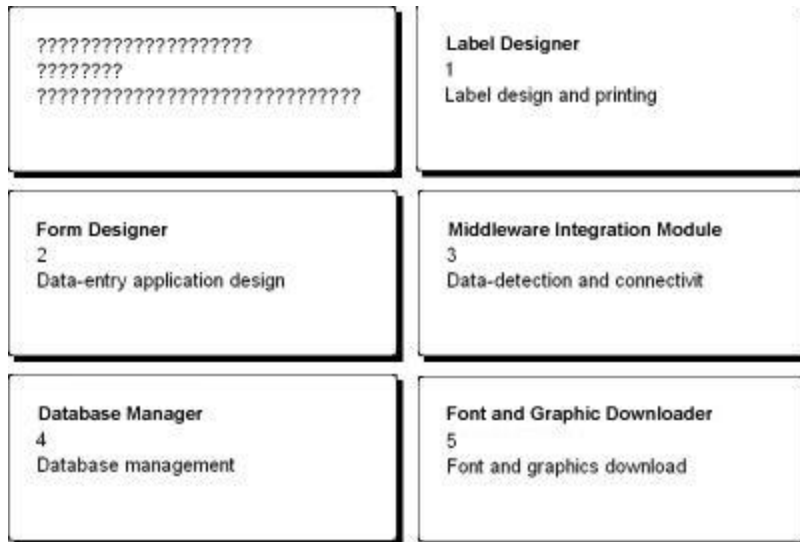 ????????????????????
????????
??????????????????????????????
Label Designer
1
Label design and printing
Form Designer
2
Data-entry application design
Middleware Integration Module
3
Data-detection and connectivit
Database Manager
4
Database management
Font and Graphic Downloader
5
Font and graphics download